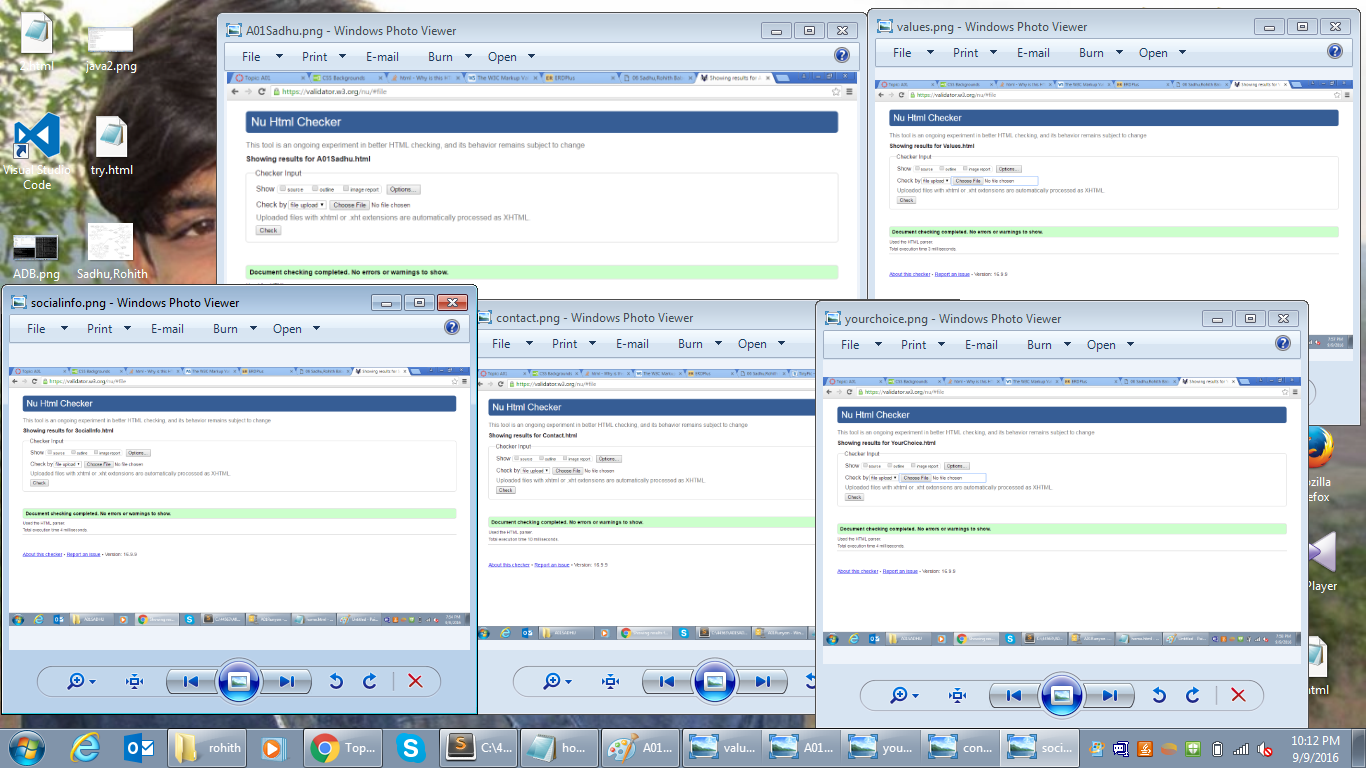 2.html
java2.png
Visual Studio
Code
try.html
ADB.png
Sadhu,Rohith
A01Sadhu.png - Windows Photo Viewer
File Print E-mail Burn Open
Topic: A01 CSS Backgrounds html - Why is this The W3C Markup Va ERDPlus 06 Sadhu,Rohith Showing results for
https://validator.w3.org/nu/#file
Nu Html Checker
This tool is an ongoing experiment in better HTML checking, and its behavior remains subject to change
Showing results for A01Sadhu.html
Checker Input
Show source outline image report Options...
Check by file upload Choose File No file chosen
Uploaded files with xhtml or .xht extensions are automatically processed as XHTML.
Check
Document checking completed. No errors or warnings to show.
values.png - Windows Photo Viewer
File Print E-mail Burn Open
https://validator.w3.org/nu/#file
Nu Html Checker
This tool is an ongoing experiment in better HTML checking, and its behavior remains subject to change
Showing results for Values.html
Checker Input
Show source outline image report Options...
Check by file upload Choose File No file chosen
Uploaded files with xhtml or .xht extensions are automatically processed as XHTML.
Check
Document checking completed. No errors or warnings to show.
Used the HTML parser.
Total execution time 2 milliseconds.
About this checker • Report an issue • Version: 16.9.9
socialinfo.png - Windows Photo Viewer
File Print E-mail Burn Open
https://validator.w3.org/nu/#file
Nu Html Checker
This tool is an ongoing experiment in better HTML checking, and its behavior remains subject to change
Showing results for SocialInfo.html
Checker Input
Show source outline image report Options...
Check by file upload Choose File No file chosen
Uploaded files with xhtml or .xht extensions are automatically processed as XHTML.
Check
Document checking completed. No errors or warnings to show.
Used the HTML parser.
Total execution time 4 milliseconds.
About this checker • Report an issue • Version: 16.9.9
contact.png - Windows Photo Viewer
File Print E-mail Burn Open
https://validator.w3.org/nu/#file
Nu Html Checker
This tool is an ongoing experiment in better HTML checking, and its behavior remains subject to change
Showing results for Contact.html
Checker Input
Show source outline image report Options...
Check by file upload Choose File No file chosen
Uploaded files with xhtml or .xht extensions are automatically processed as XHTML.
Check
Document checking completed. No errors or warnings to show.
Used the HTML parser.
Total execution time 10 milliseconds.
About this checker • Report an issue • Version: 16.9.9
yourchoice.png - Windows Photo Viewer
File Print E-mail Burn Open
https://validator.w3.org/nu/#file
Nu Html Checker
This tool is an ongoing experiment in better HTML checking, and its behavior remains subject to change
Showing results for YourChoice.html
Checker Input
Show source outline image report Options...
Check by file upload Choose File No file chosen
Uploaded files with xhtml or .xht extensions are automatically processed as XHTML.
Check
Document checking completed. No errors or warnings to show.
Used the HTML parser.
Total execution time 4 milliseconds.
About this checker • Report an issue • Version: 16.9.9
ozilla
efox
Player
html
rohith Top... C:\4... ho... A01... valu... A01... you... con... soci...
10:12 PM
9/9/2016